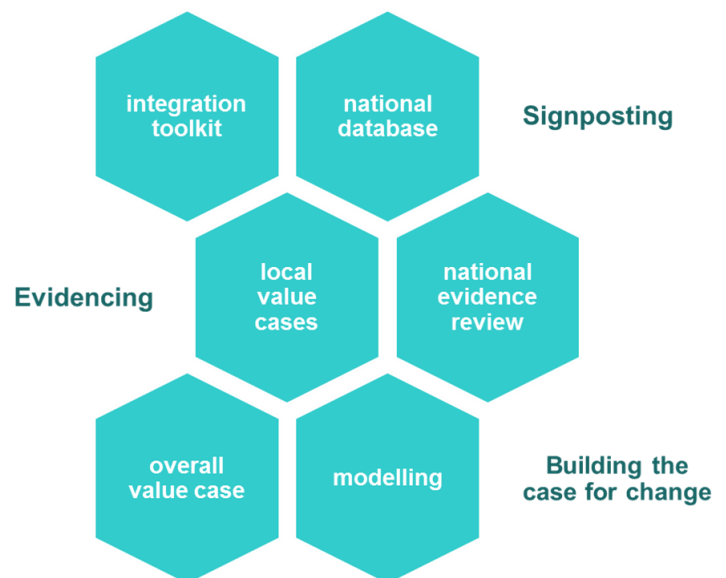 integration
toolkit
national
database
Signposting
Evidencing
local
value
cases
national
evidence
review
overall
value case
modelling
Building the
case for change